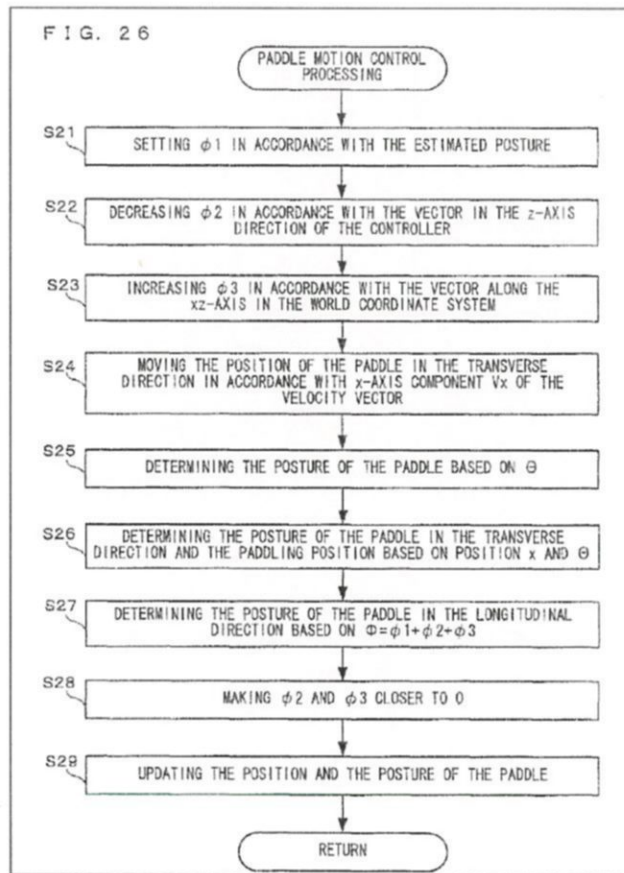 FIG. 26
PADDLE MOTION CONTROL
PROCESSING
S21
SETTING φ1 IN ACCORDANCE WITH THE ESTIMATED POSTURE
S22
DECREASING φ2 IN ACCORDANCE WITH THE VECTOR IN THE z-AXIS
DIRECTION OF THE CONTROLLER
S23
INCREASING φ3 IN ACCORDANCE WITH THE VECTOR ALONG THE
xz-AXIS IN THE WORLD COORDINATE SYSTEM
S24
MOVING THE POSITION OF THE PADDLE IN THE TRANSVERSE
DIRECTION IN ACCORDANCE WITH x-AXIS COMPONENT Vx OF THE
VELOCITY VECTOR
S25
DETERMINING THE POSTURE OF THE PADDLE BASED ON Θ
S26
DETERMINING THE POSTURE OF THE PADDLE IN THE TRANSVERSE
DIRECTION AND THE PADDLING POSITION BASED ON POSITION x AND Θ
S27
DETERMINING THE POSTURE OF THE PADDLE IN THE LONGITUDINAL
DIRECTION BASED ON Φ=φ1+φ2+φ3
S28
MAKING φ2 AND φ3 CLOSER TO 0
S29
UPDATING THE POSITION AND THE POSTURE OF THE PADDLE
RETURN